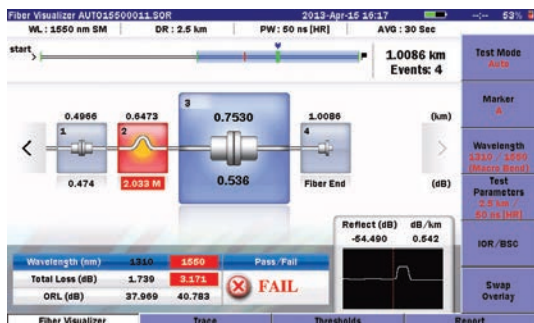 Fiber Visualizer AUTO15500011.SOR 2013-Apr-15 16:17 --:-- 53%
WL : 1550 nm SM DR : 2.5 km PW : 50 ns [HR] AVG : 30 Sec
start
1.0086 km
Events: 4
Test Mode
Auto
Marker
A
Wavelength
1310 / 1550
(Macro Bend)
Test
Parameters
2.5 km /
50 ns [HR]
IOR/BSC
Swap
Overlay
0.4966 0.6473 3 0.7530 1.0086 (km)
1 2 4
0.474 2.033 M 0.536 Fiber End (dB)
Reflect (dB) dB/km
-54.490 0.542
Wavelength (nm) 1310 1550 Pass/Fail
Total Loss (dB) 1.739 3.171 FAIL
ORL (dB) 37.969 40.783
Fiber Visualizer Trace Thresholds Report